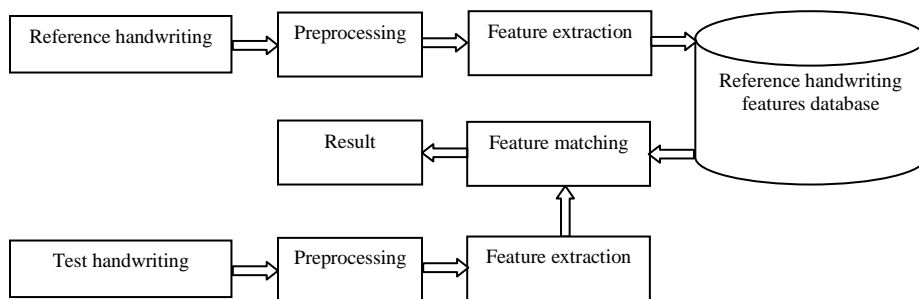 Reference handwriting
Preprocessing
Feature extraction
Reference handwriting
features database
Result
Feature matching
Test handwriting
Preprocessing
Feature extraction